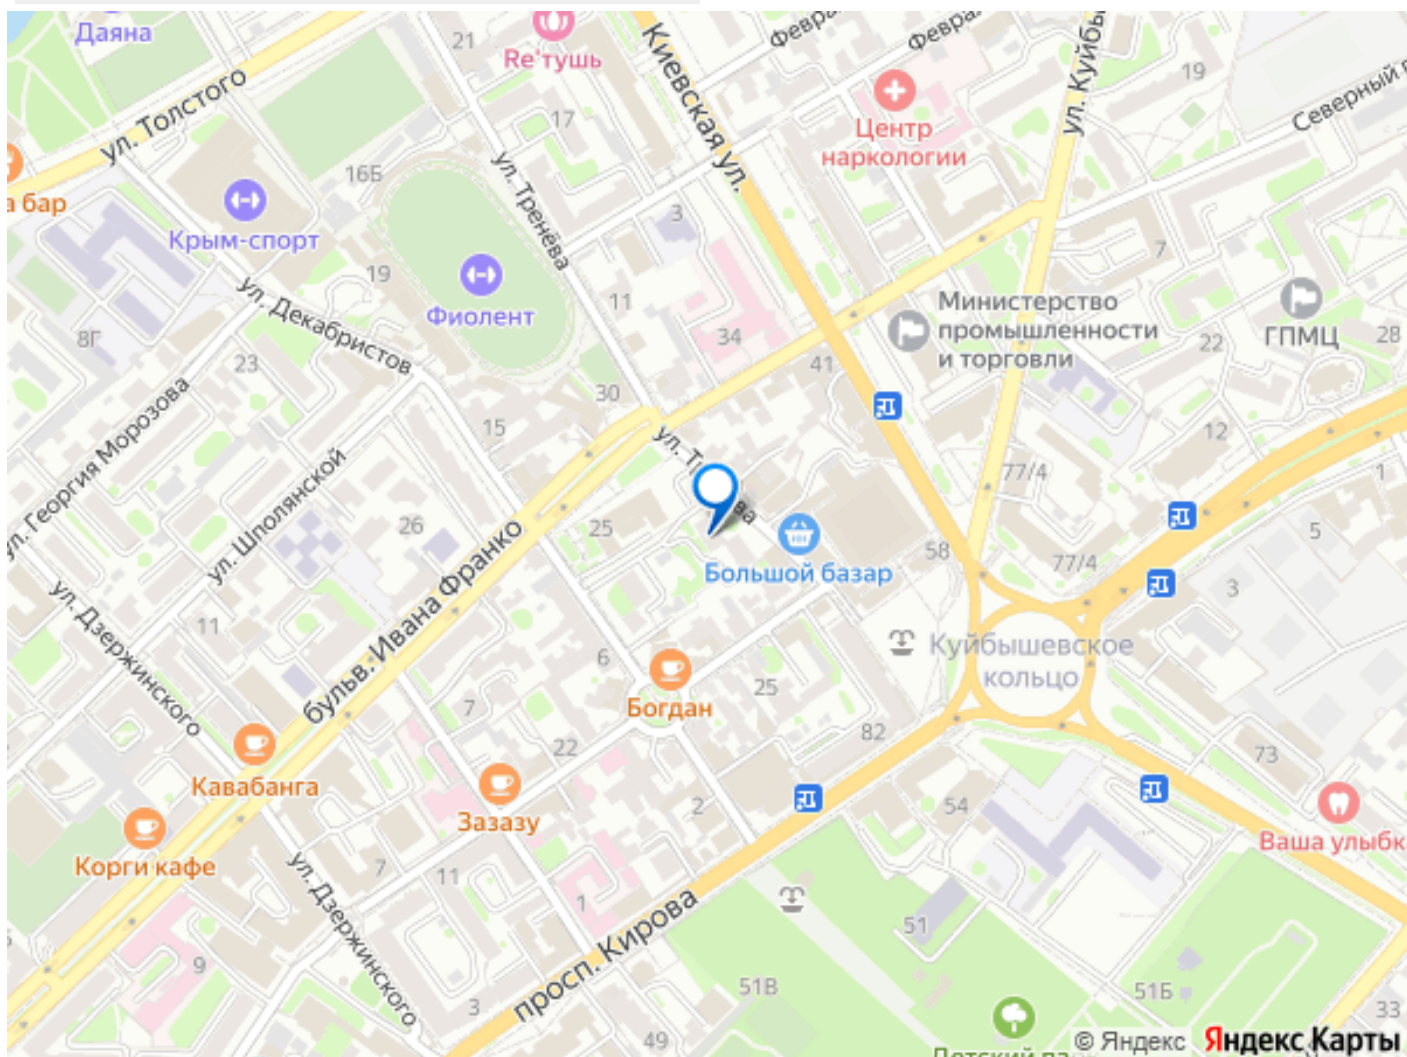 Даяна
21
Re'тушь
Киевская ул.
ул. Толстого
17
ул. Тренёва
16Б
19
Северный
Центр
наркологии
а бар
Крым-спорт
3
7
19
ул. Декабристов
Фиолент
11
34
Министерство
промышленности
и торговли
ГПМЦ
28
22
8Г
23
41
30
15
12
ул. Георгия Морозова
ул. Шполянской
26
25
77/4
1
5
58
77/4
3
Большой базар
бульв. Ивана Франко
ул. Дзержинского
11
6
Куйбышевское
кольцо
Богдан
25
7
22
82
73
Кавабанга
Зазазу
2
54
Ваша улыбк
Корги кафе
7
11
ул. Дзержинского
1
просп. Кирова
51
9
51В
51Б
3
49
33
© Яндекс Яндекс Карты